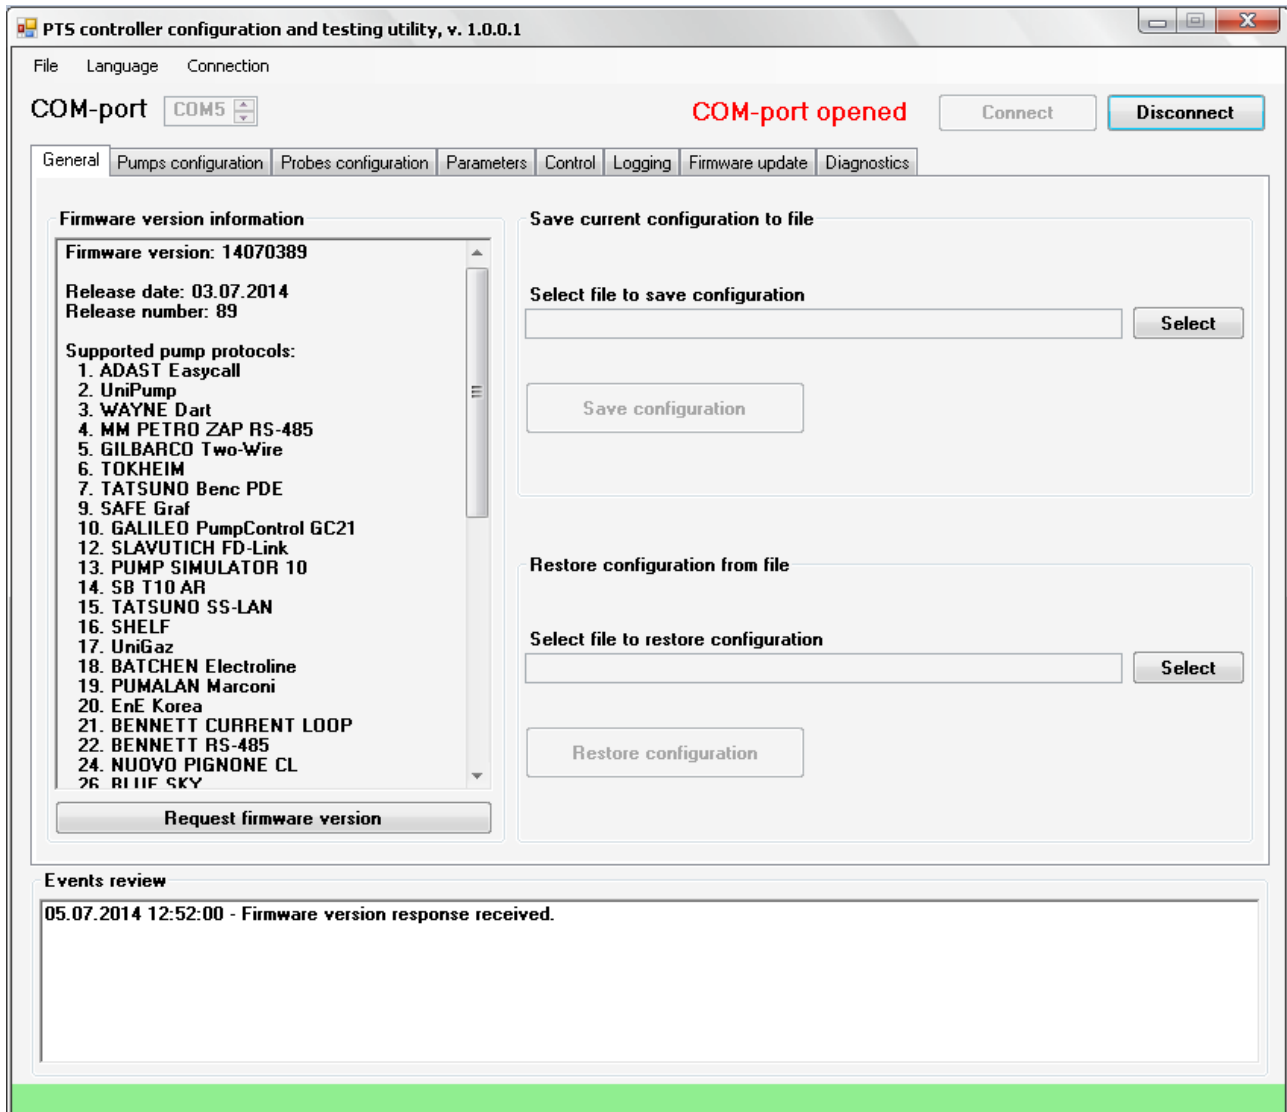 PTS controller configuration and testing utility, v. 1.0.0.1
File Language Connection
COM-port COM5 COM-port opened Connect Disconnect
General Pumps configuration Probes configuration Parameters Control Logging Firmware update Diagnostics
Firmware version information
Firmware version: 14070389
Release date: 03.07.2014
Release number: 89
Supported pump protocols:
1. ADAST Easycall
2. UniPump
3. WAYNE Dart
4. MM PETRO ZAP RS-485
5. GILBARCO Two-Wire
6. TOKHEIM
7. TATSUNO Benc PDE
9. SAFE Graf
10. GALILEO PumpControl GC21
12. SLAVUTICH FD-Link
13. PUMP SIMULATOR 10
14. SB T10 AR
15. TATSUNO SS-LAN
16. SHELF
17. UniGaz
18. BATCHEN Electroline
19. PUMALAN Marconi
20. EnE Korea
21. BENNETT CURRENT LOOP
22. BENNETT RS-485
24. NUOVO PIGNONE CL
26. BLUE SKY
Request firmware version
Save current configuration to file
Select file to save configuration
Select
Save configuration
Restore configuration from file
Select file to restore configuration
Select
Restore configuration
Events review
05.07.2014 12:52:00 - Firmware version response received.